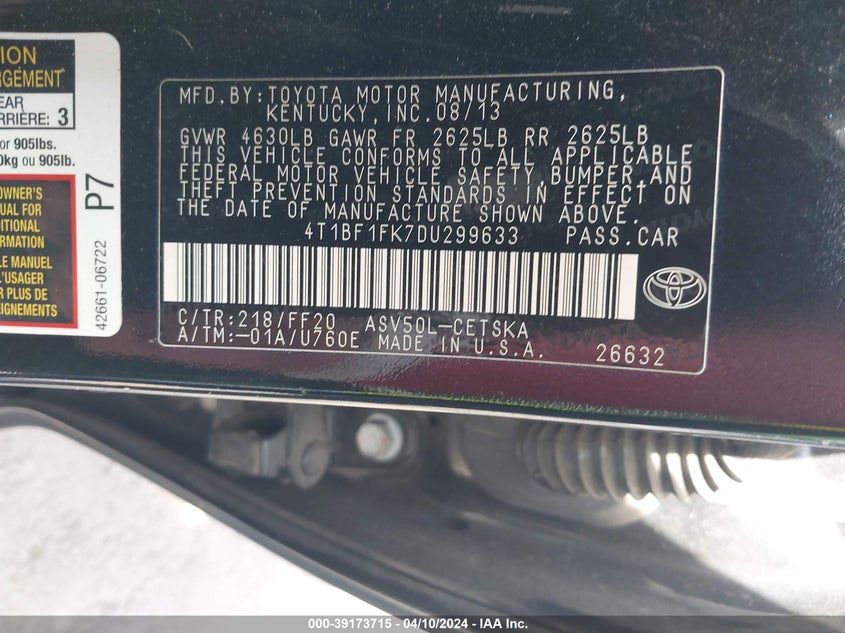 ION
RGEMENT
EAR
RRIÈRE: 3
or 905lbs.
0kg ou 905lb.
OWNER'S
UAL FOR
DITIONAL
RMATION
LE MANUEL
L'USAGER
R PLUS DE
EIGNEMENTS
P7
42661-06722
MFD.BY:TOYOTA MOTOR MANUFACTURING,
KENTUCKY, INC.08/13
GVWR 4630LB GAWR FR 2625LB RR 2625LB
THIS VEHICLE CONFORMS TO ALL APPLICABLE
FEDERAL MOTOR VEHICLE SAFETY, BUMPER,AND
THEFT PREVENTION STANDARDS IN EFFECT ON
THE DATE OF MANUFACTURE SHOWN ABOVE.
4T1BF1FK7DU299633 PASS.CAR
C/TR:218/FF20 ASV50L-CETSKA
A/TM:-01A/U760E MADE IN U.S.A. 26632
000-39173715 - 04/10/2024 - IAA Inc.